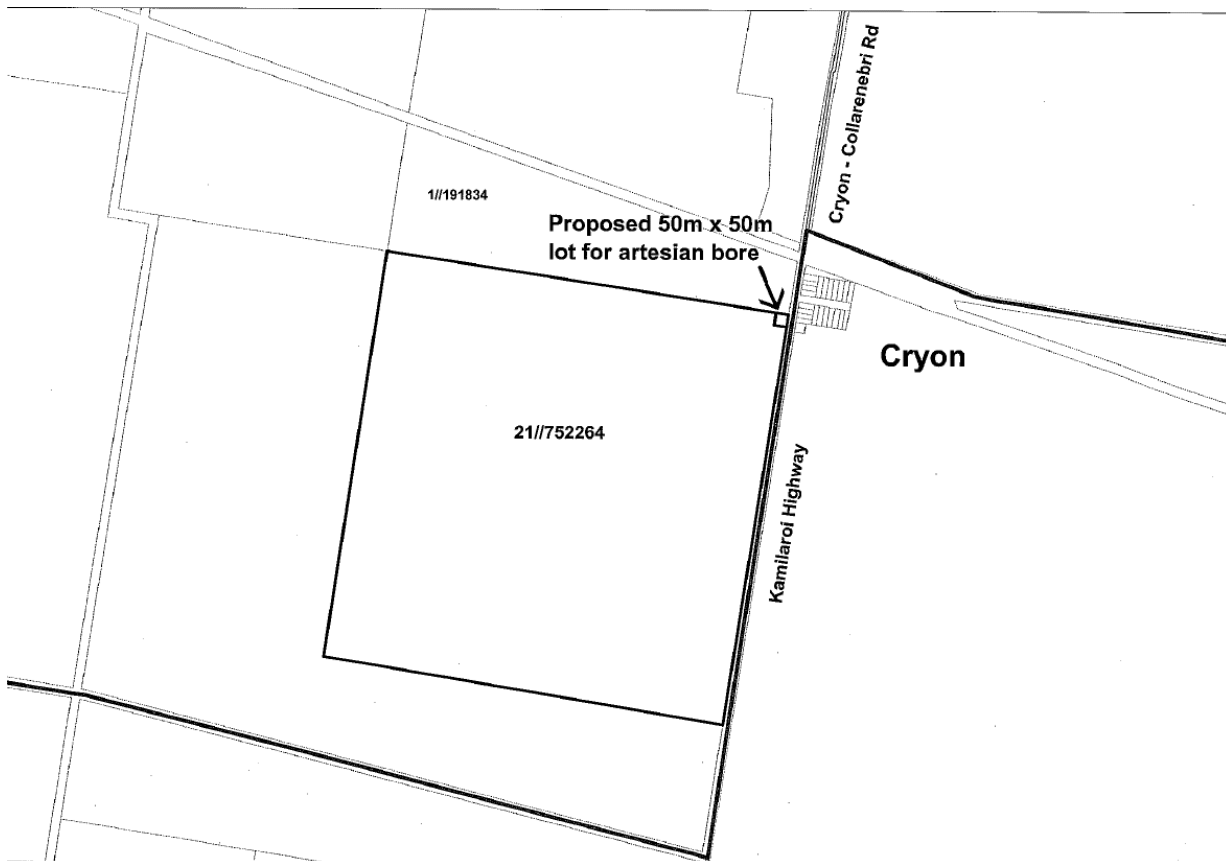 Cryon - Collarenebri Rd
1//191834
Proposed 50m x 50m
lot for artesian bore
Cryon
21//752264
Kamilaroi Highway